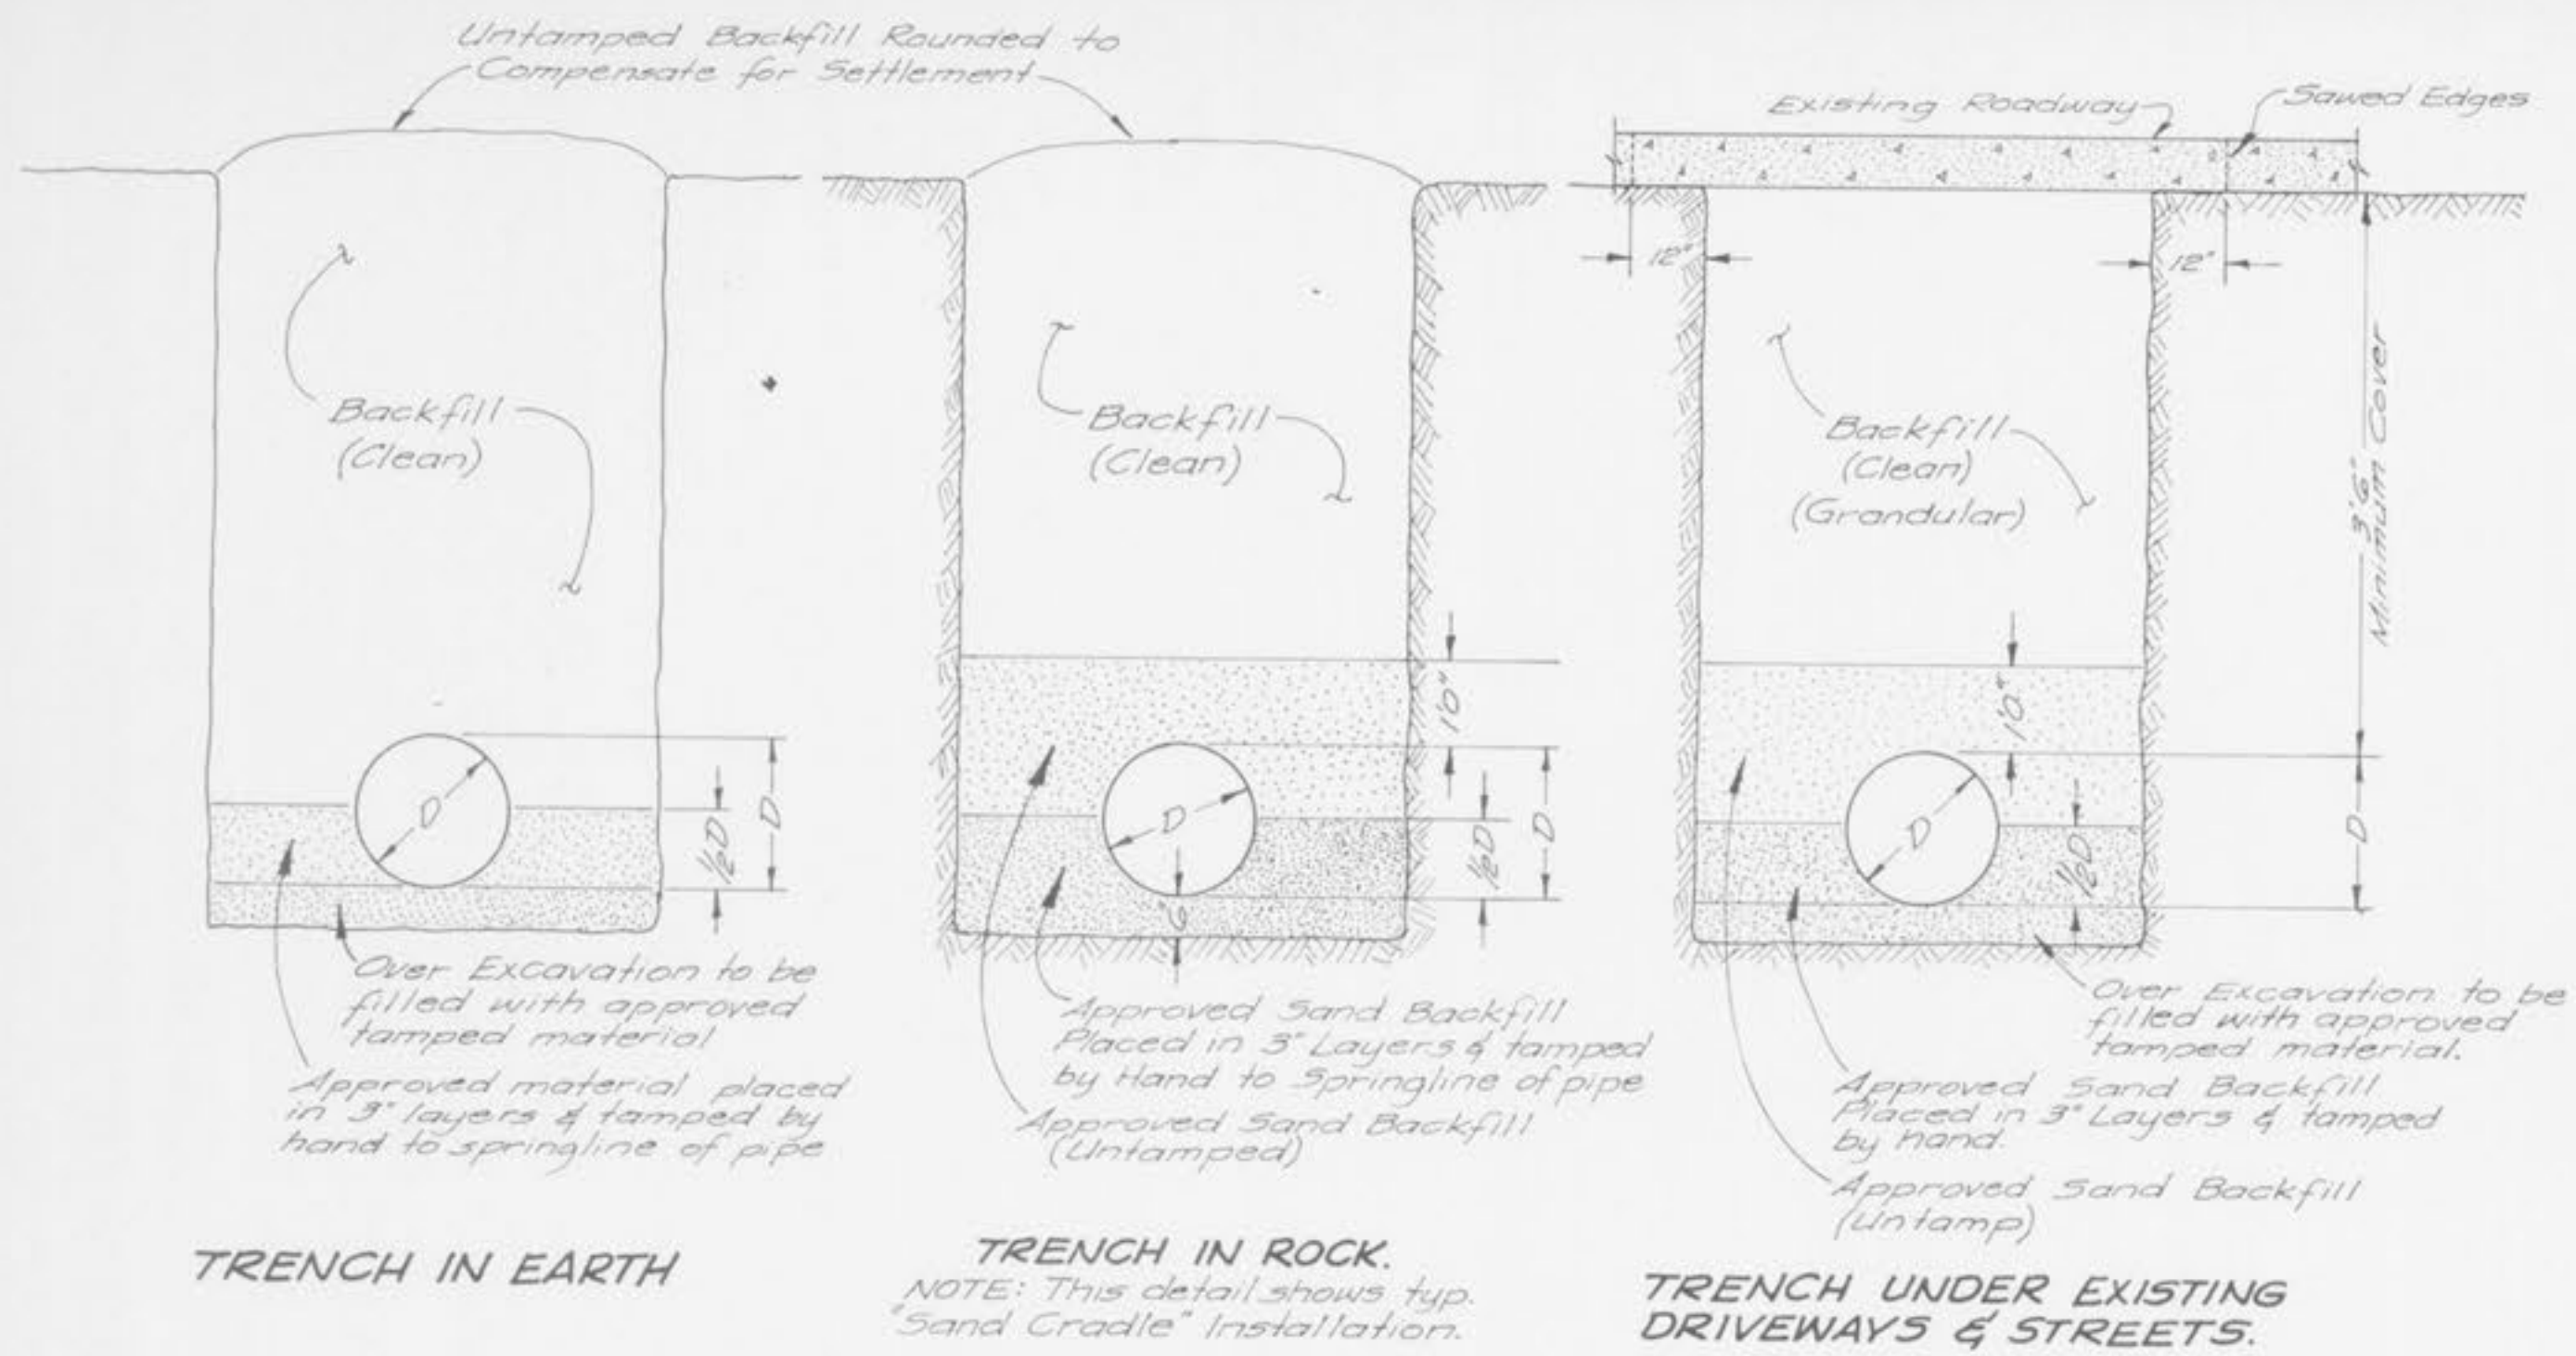 Untamped Backfill Rounded to
Compensate for Settlement
Backfill
(Clean)
D
½D
D
Over Excavation to be
filled with approved
tamped material
Approved material placed
in 3" layers & tamped by
hand to springline of pipe
TRENCH IN EARTH
Backfill
(Clean)
1'0"
D
½D
D
6"
Approved Sand Backfill
Placed in 3" Layers & tamped
by Hand to Springline of pipe
Approved Sand Backfill
(Untamped)
TRENCH IN ROCK.
NOTE: This detail shows typ.
"Sand Cradle" Installation.
Existing Roadway
Sawed Edges
12"
12"
Backfill
(Clean)
(Grandular)
3'6"
Minimum Cover
1'0"
D
½D
D
Over Excavation to be
filled with approved
tamped material.
Approved Sand Backfill
Placed in 3" Layers & tamped
by hand.
Approved Sand Backfill
(Untamp)
TRENCH UNDER EXISTING
DRIVEWAYS & STREETS.